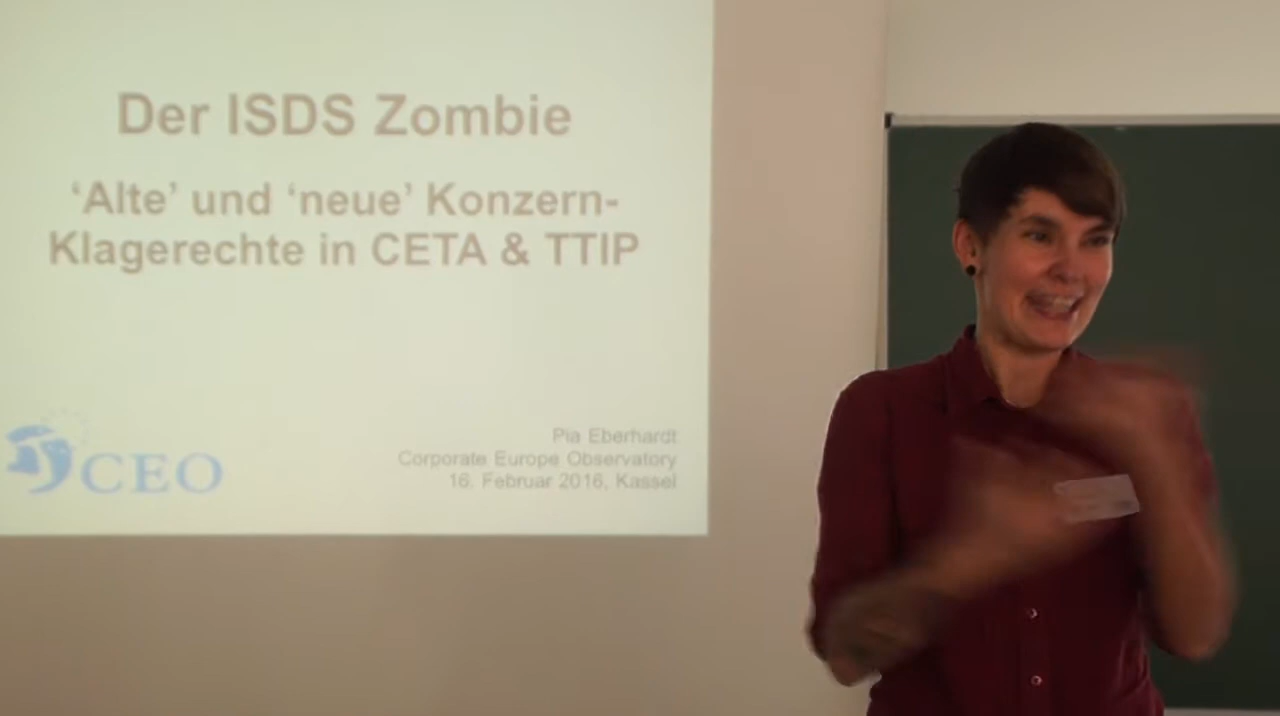 Der ISDS Zombie
‘Alte’ und ‘neue’ Konzern-
Klagerechte in CETA & TTIP
CEO
Pia Eberhardt
Corporate Europe Observatory
16. Februar 2016, Kassel